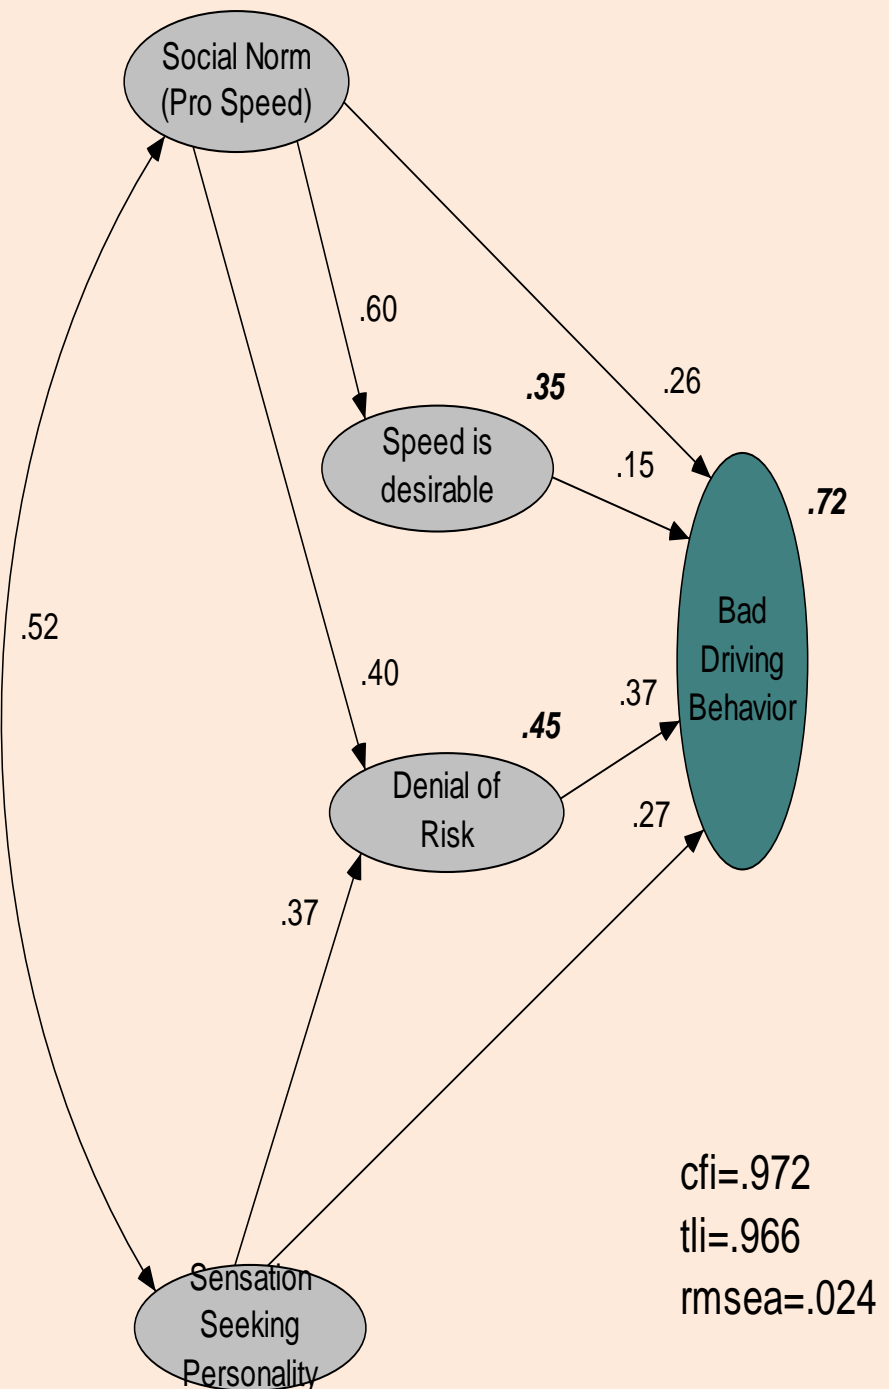 Social Norm
(Pro Speed)
.60
.35
.26
Speed is
desirable
.15
.72
.52
Bad
Driving
Behavior
.40
.37
.45
Denial of
Risk
.27
.37
cfi=.972
tli=.966
rmsea=.024
Sensation
Seeking
Personality